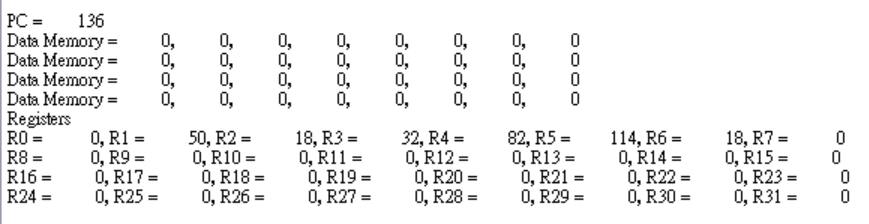 PC = 136
Data Memory = 0, 0, 0, 0, 0, 0, 0, 0
Data Memory = 0, 0, 0, 0, 0, 0, 0, 0
Data Memory = 0, 0, 0, 0, 0, 0, 0, 0
Data Memory = 0, 0, 0, 0, 0, 0, 0, 0
Registers
R0 = 0, R1 = 50, R2 = 18, R3 = 32, R4 = 82, R5 = 114, R6 = 18, R7 = 0
R8 = 0, R9 = 0, R10 = 0, R11 = 0, R12 = 0, R13 = 0, R14 = 0, R15 = 0
R16 = 0, R17 = 0, R18 = 0, R19 = 0, R20 = 0, R21 = 0, R22 = 0, R23 = 0
R24 = 0, R25 = 0, R26 = 0, R27 = 0, R28 = 0, R29 = 0, R30 = 0, R31 = 0